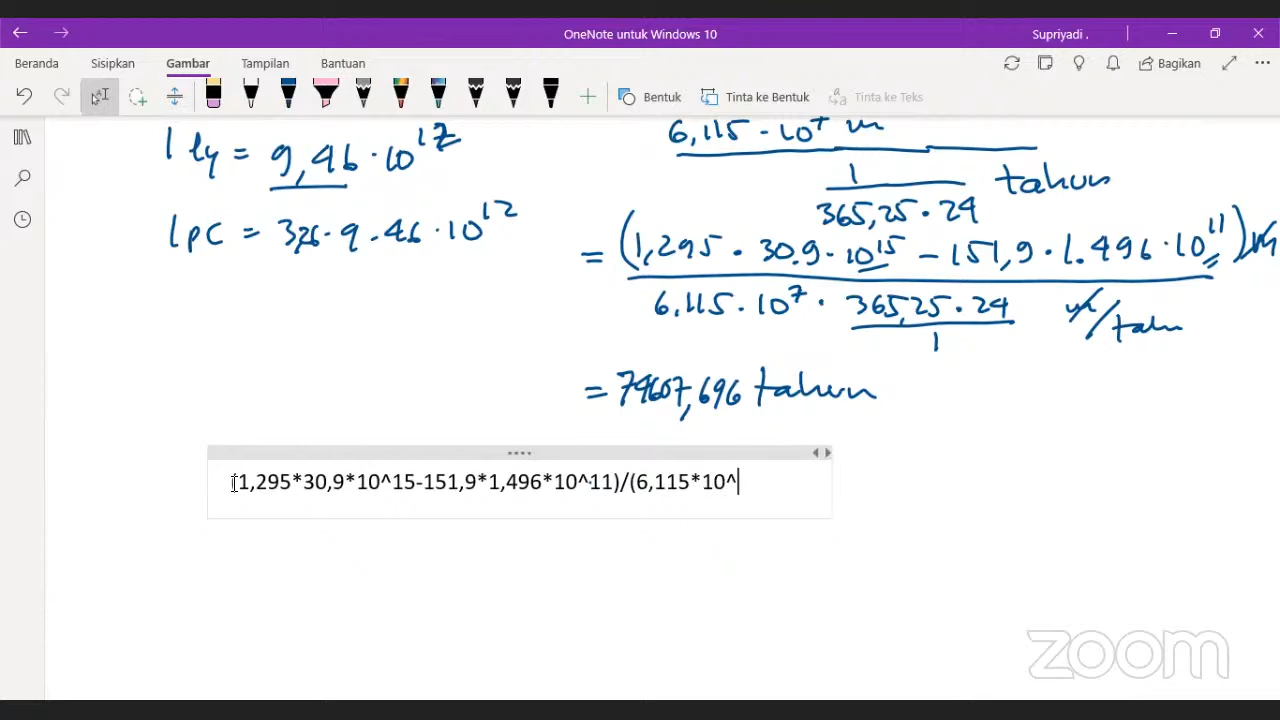 OneNote untuk Windows 10
Supriyadi .
Beranda Sisipkan Gambar Tampilan Bantuan
Bagikan
Bentuk Tinta ke Bentuk Tinta ke Teks
1 ly = 9,46 · 10^12
1 pc = 3,26 · 9.46 · 10^12
6,115 · 10^7 m
1
365,25 · 24
tahun
= (1,295 · 30.9 · 10^15 - 151,9 · 1.496 · 10^11) m
6,115 · 10^7 · 365,25 · 24
1
m/tahu
= 74607,696 tahun
(1,295*30,9*10^15-151,9*1,496*10^11)/(6,115*10^
zoom